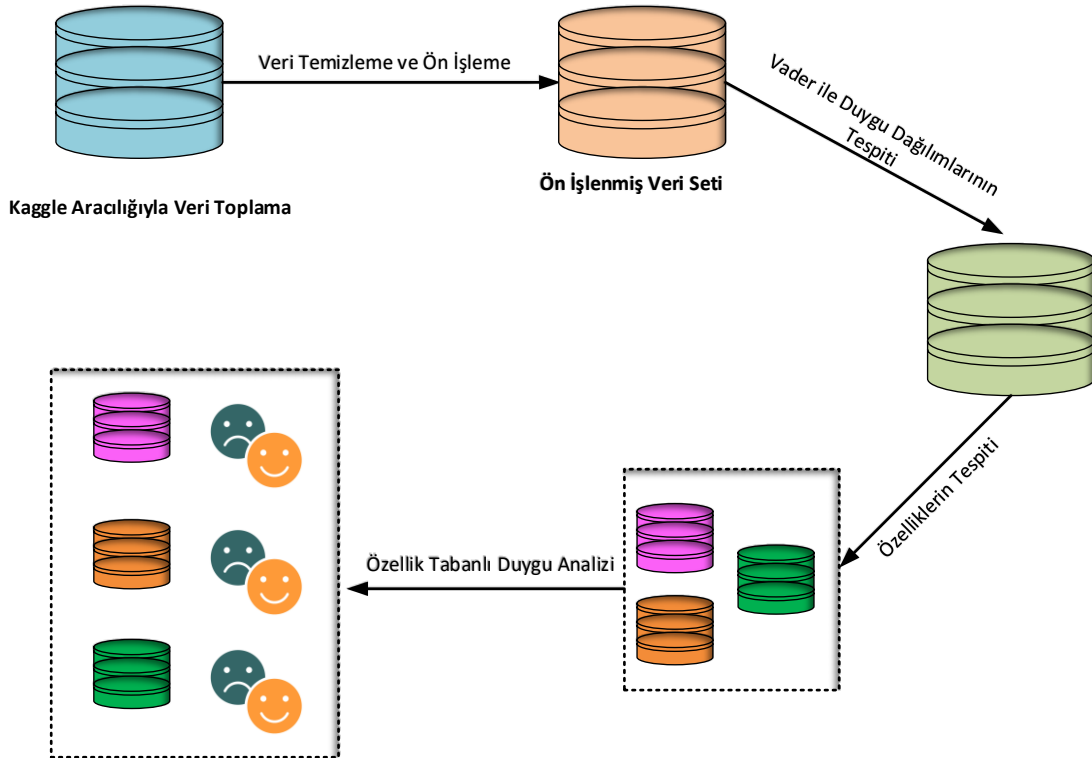 Veri Temizleme ve Ön İşleme
Vader ile Duygu Dağılımlarının
Tespiti
Ön İşlenmiş Veri Seti
Kaggle Aracılığıyla Veri Toplama
Özelliklerin Tespiti
Özellik Tabanlı Duygu Analizi